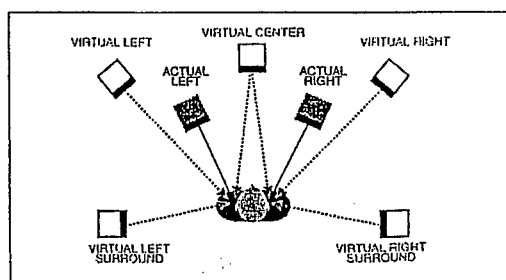 VIRTUAL CENTER
VIRTUAL LEFT
VIRTUAL RIGHT
ACTUAL
LEFT
ACTUAL
RIGHT
VIRTUAL LEFT
SURROUND
VIRTUAL RIGHT
SURROUND